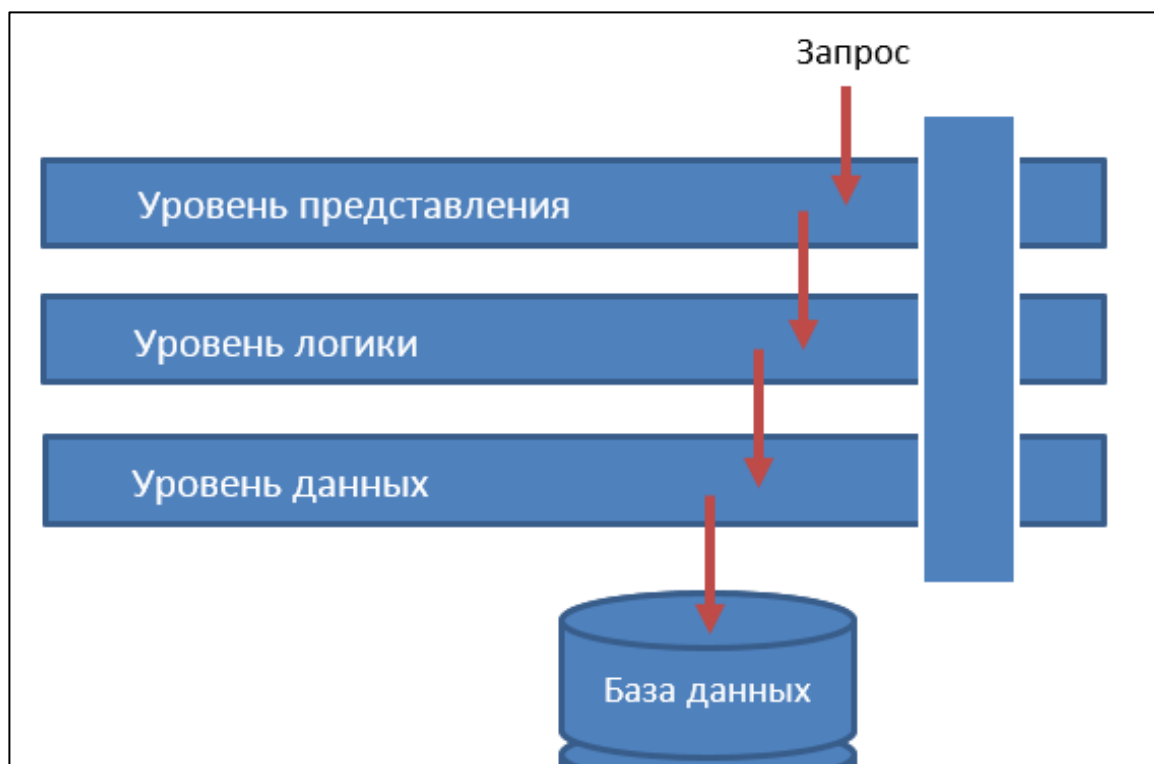 Запрос
Уровень представления
Уровень логики
Уровень данных
База данных